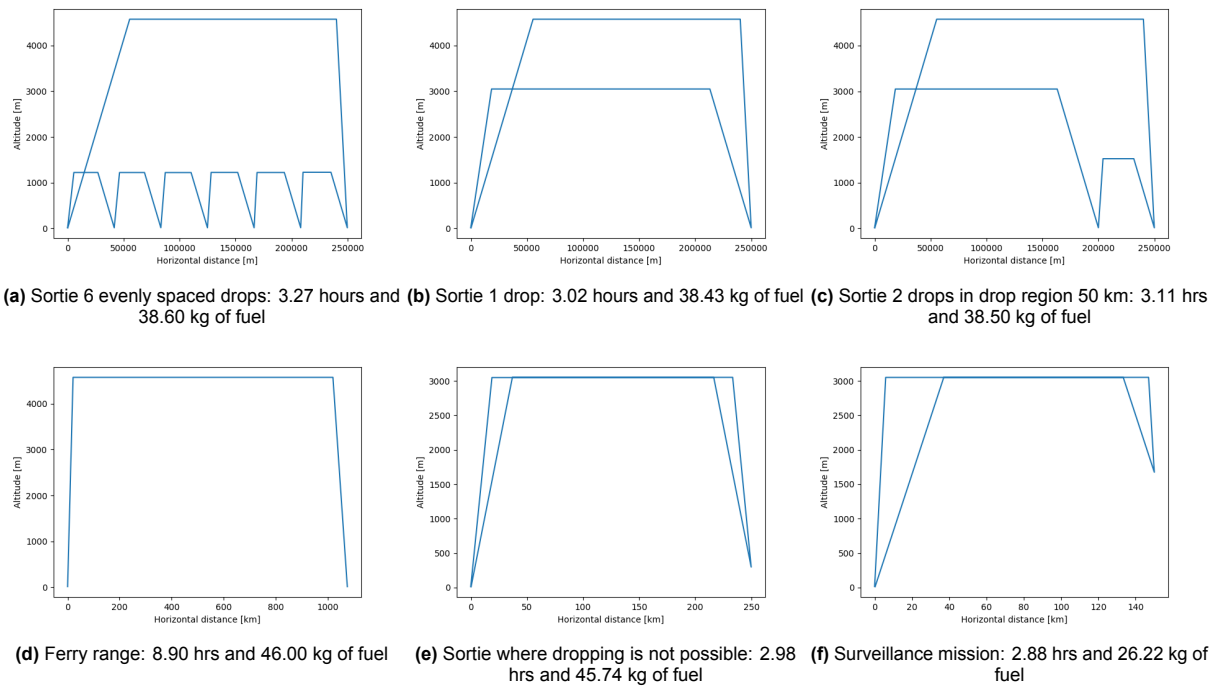 4000
3000
2000
1000
0
Altitude [m]
0 50000 100000 150000 200000 250000
Horizontal distance [m]
(a) Sortie 6 evenly spaced drops: 3.27 hours and
38.60 kg of fuel
4000
3000
2000
1000
0
Altitude [m]
0 50000 100000 150000 200000 250000
Horizontal distance [m]
(b) Sortie 1 drop: 3.02 hours and 38.43 kg of fuel
4000
3000
2000
1000
0
Altitude [m]
0 50000 100000 150000 200000 250000
Horizontal distance [m]
(c) Sortie 2 drops in drop region 50 km: 3.11 hrs
and 38.50 kg of fuel
4000
3000
2000
1000
0
Altitude [m]
0 200 400 600 800 1000
Horizontal distance [km]
(d) Ferry range: 8.90 hrs and 46.00 kg of fuel
3000
2500
2000
1500
1000
500
0
Altitude [m]
0 50 100 150 200 250
Horizontal distance [km]
(e) Sortie where dropping is not possible: 2.98
hrs and 45.74 kg of fuel
3000
2500
2000
1500
1000
500
0
Altitude [m]
0 20 40 60 80 100 120 140
Horizontal distance [km]
(f) Surveillance mission: 2.88 hrs and 26.22 kg of
fuel